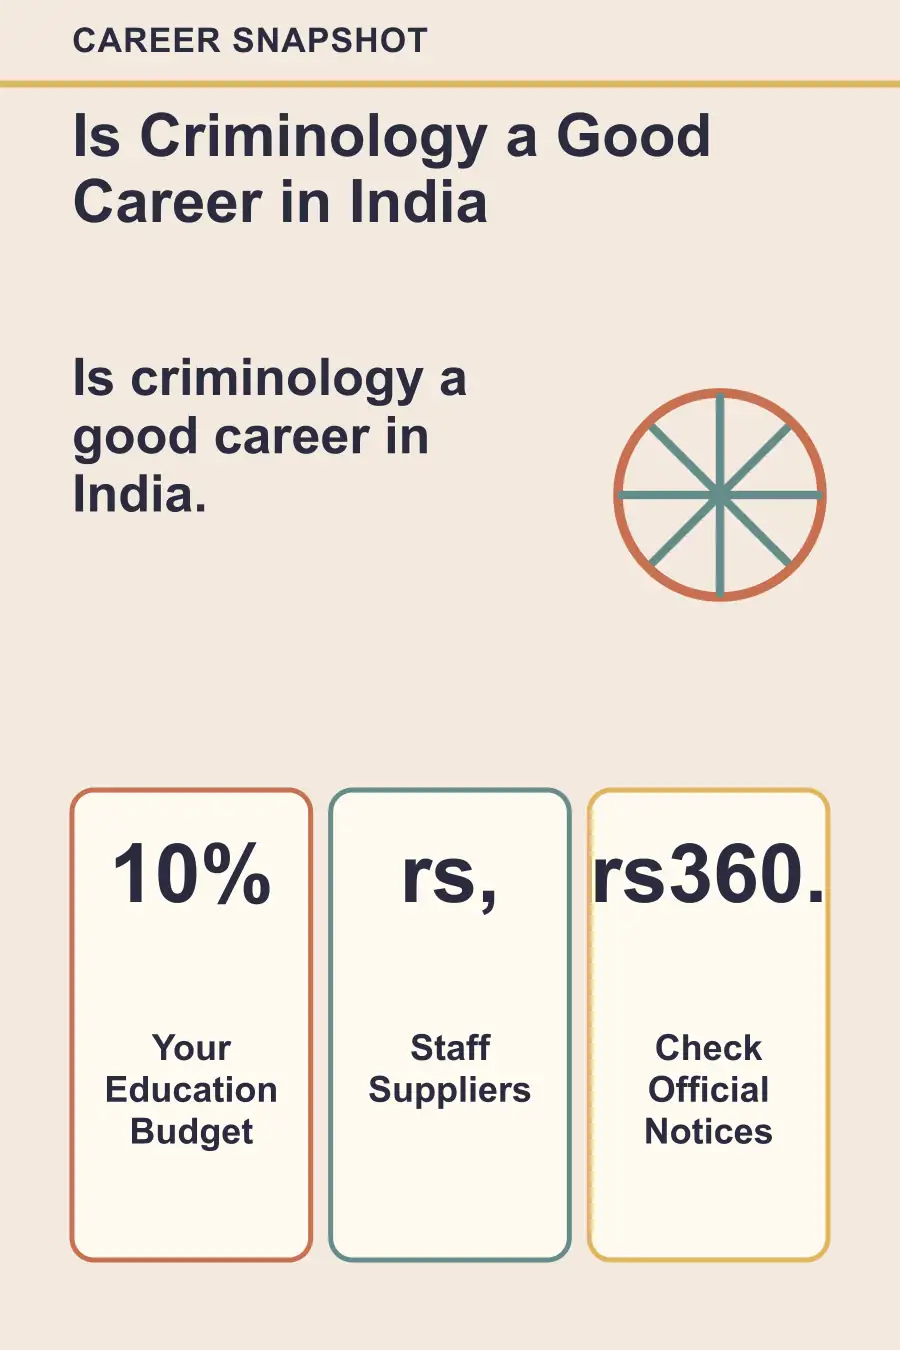 CAREER SNAPSHOT
Is Criminology a Good
Career in India
Is criminology a
good career in
India.
10%
Your
Education
Budget
rs,
Staff
Suppliers
rs360.
Check
Official
Notices